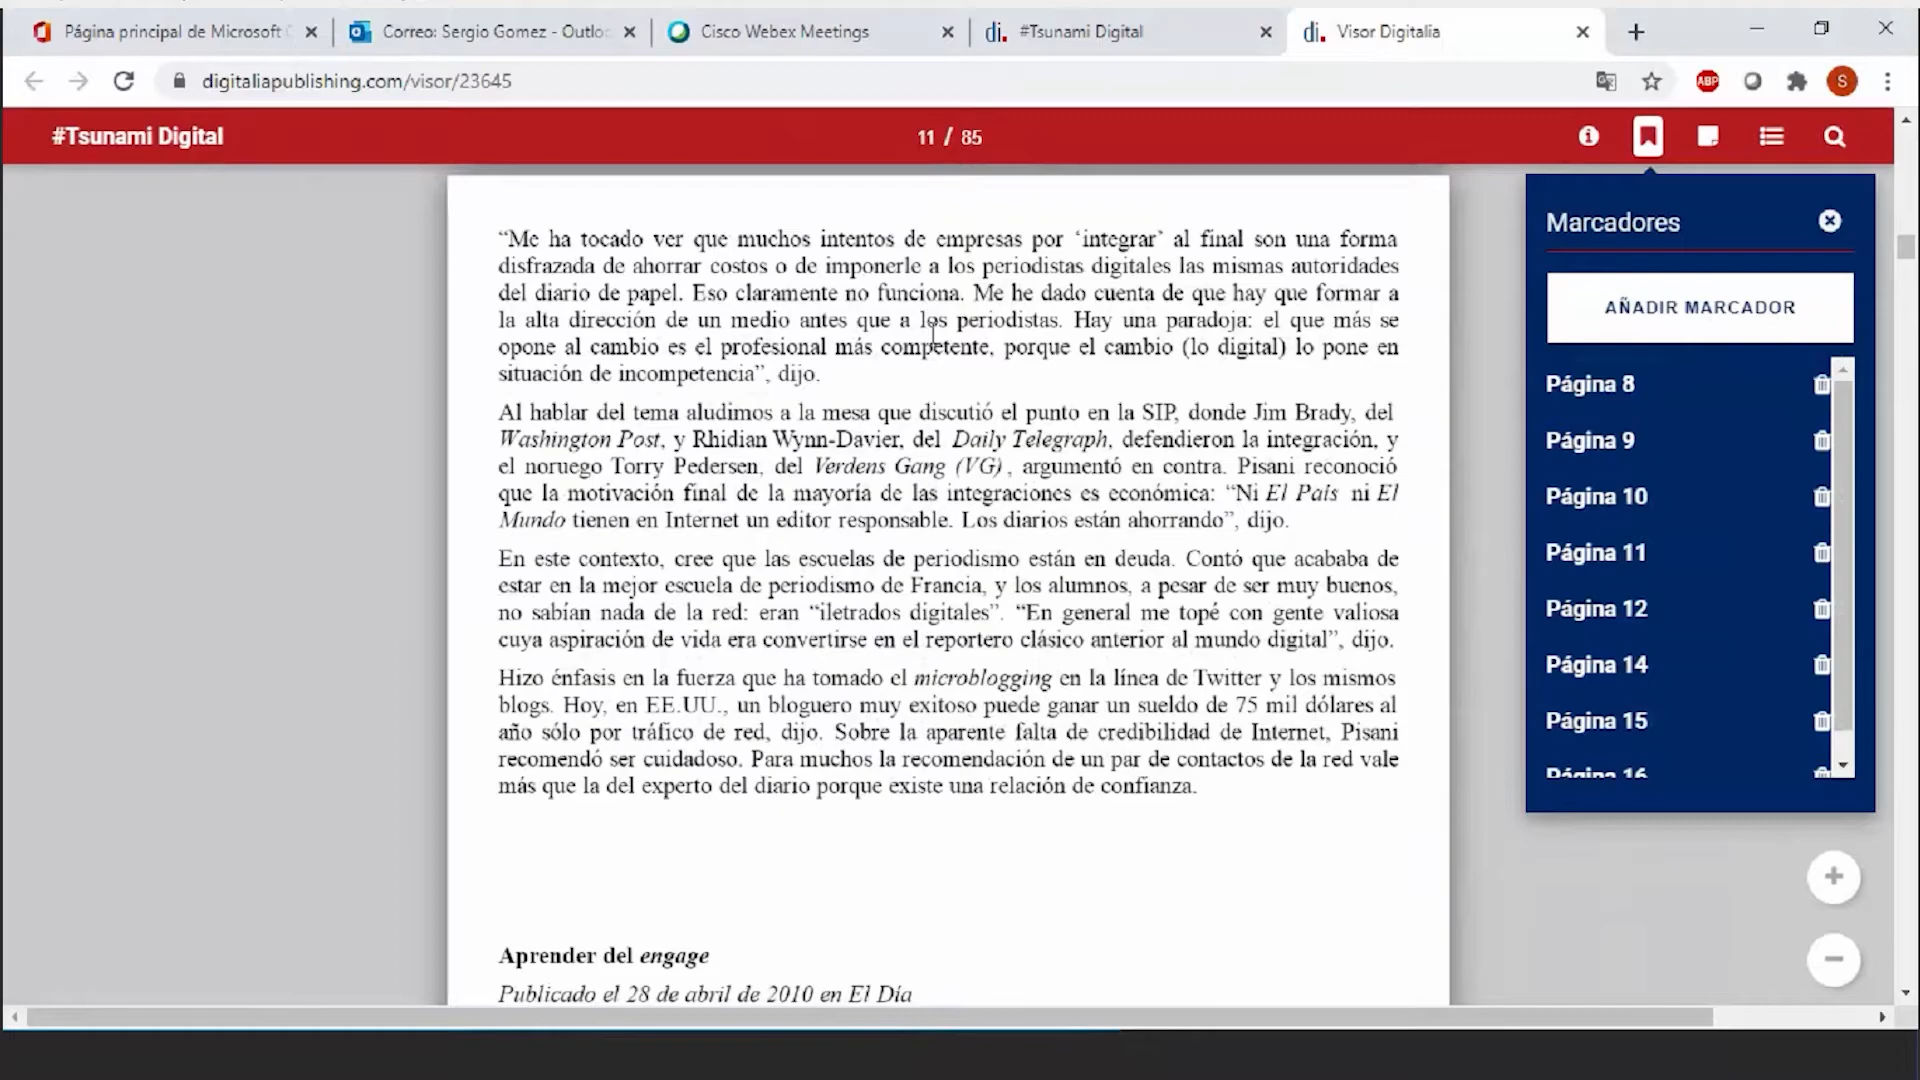 Página principal de Microsoft
Correo: Sergio Gomez - Outlo
Cisco Webex Meetings
di. #Tsunami Digital
di. Visor Digitalia
digitaliapublishing.com/visor/23645
ABP
S
#Tsunami Digital
11 / 85
“Me ha tocado ver que muchos intentos de empresas por ‘integrar’ al final son una forma
disfrazada de ahorrar costos o de imponerle a los periodistas digitales las mismas autoridades
del diario de papel. Eso claramente no funciona. Me he dado cuenta de que hay que formar a
la alta dirección de un medio antes que a los periodistas. Hay una paradoja: el que más se
opone al cambio es el profesional más competente, porque el cambio (lo digital) lo pone en
situación de incompetencia”, dijo.
Al hablar del tema aludimos a la mesa que discutió el punto en la SIP, donde Jim Brady, del
Washington Post, y Rhidian Wynn-Davier, del Daily Telegraph, defendieron la integración, y
el noruego Torry Pedersen, del Verdens Gang (VG), argumentó en contra. Pisani reconoció
que la motivación final de la mayoría de las integraciones es económica: “Ni El País ni El
Mundo tienen en Internet un editor responsable. Los diarios están ahorrando”, dijo.
En este contexto, cree que las escuelas de periodismo están en deuda. Contó que acababa de
estar en la mejor escuela de periodismo de Francia, y los alumnos, a pesar de ser muy buenos,
no sabían nada de la red: eran “iletrados digitales”. “En general me topé con gente valiosa
cuya aspiración de vida era convertirse en el reportero clásico anterior al mundo digital”, dijo.
Hizo énfasis en la fuerza que ha tomado el microblogging en la línea de Twitter y los mismos
blogs. Hoy, en EE.UU., un bloguero muy exitoso puede ganar un sueldo de 75 mil dólares al
año sólo por tráfico de red, dijo. Sobre la aparente falta de credibilidad de Internet, Pisani
recomendó ser cuidadoso. Para muchos la recomendación de un par de contactos de la red vale
más que la del experto del diario porque existe una relación de confianza.
Aprender del engage
Publicado el 28 de abril de 2010 en El Día
Marcadores
AÑADIR MARCADOR
Página 8
Página 9
Página 10
Página 11
Página 12
Página 14
Página 15
Página 16